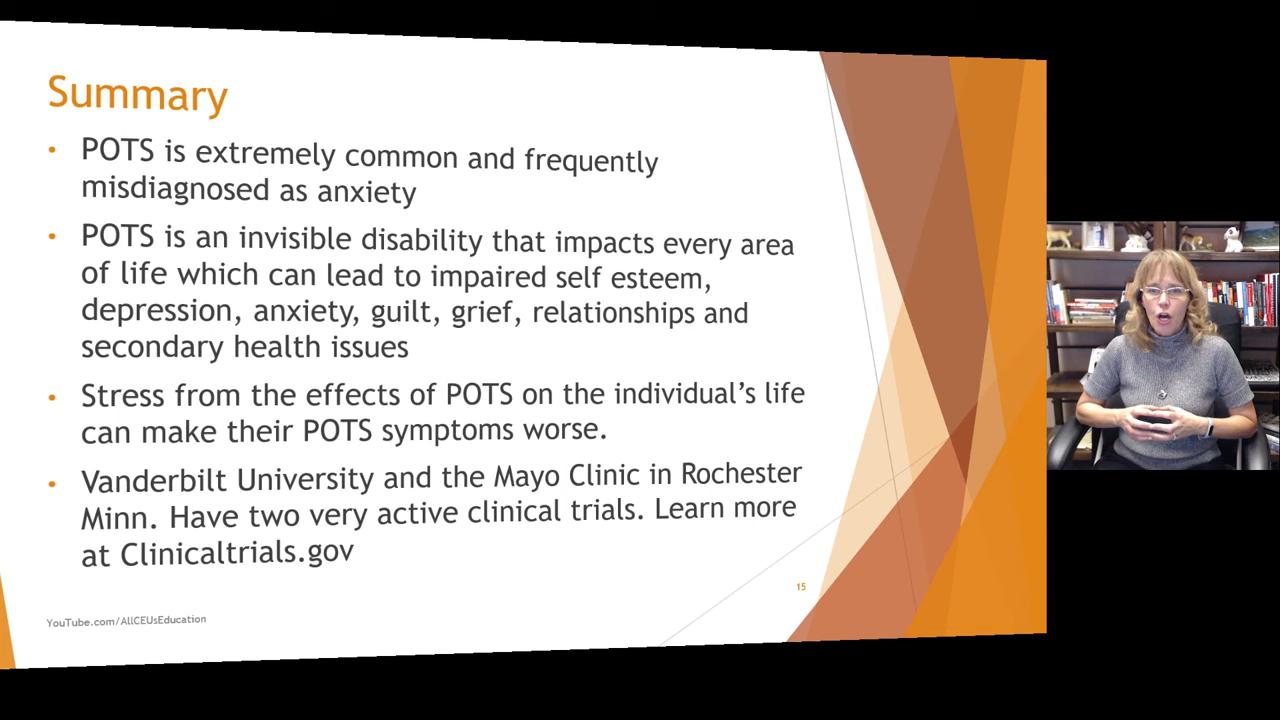 Summary
• POTS is extremely common and frequently
misdiagnosed as anxiety
• POTS is an invisible disability that impacts every area
of life which can lead to impaired self esteem,
depression, anxiety, guilt, grief, relationships and
secondary health issues
• Stress from the effects of POTS on the individual's life
can make their POTS symptoms worse.
• Vanderbilt University and the Mayo Clinic in Rochester
Minn. Have two very active clinical trials. Learn more
at Clinicaltrials.gov
15
YouTube.com/AllCEUsEducation